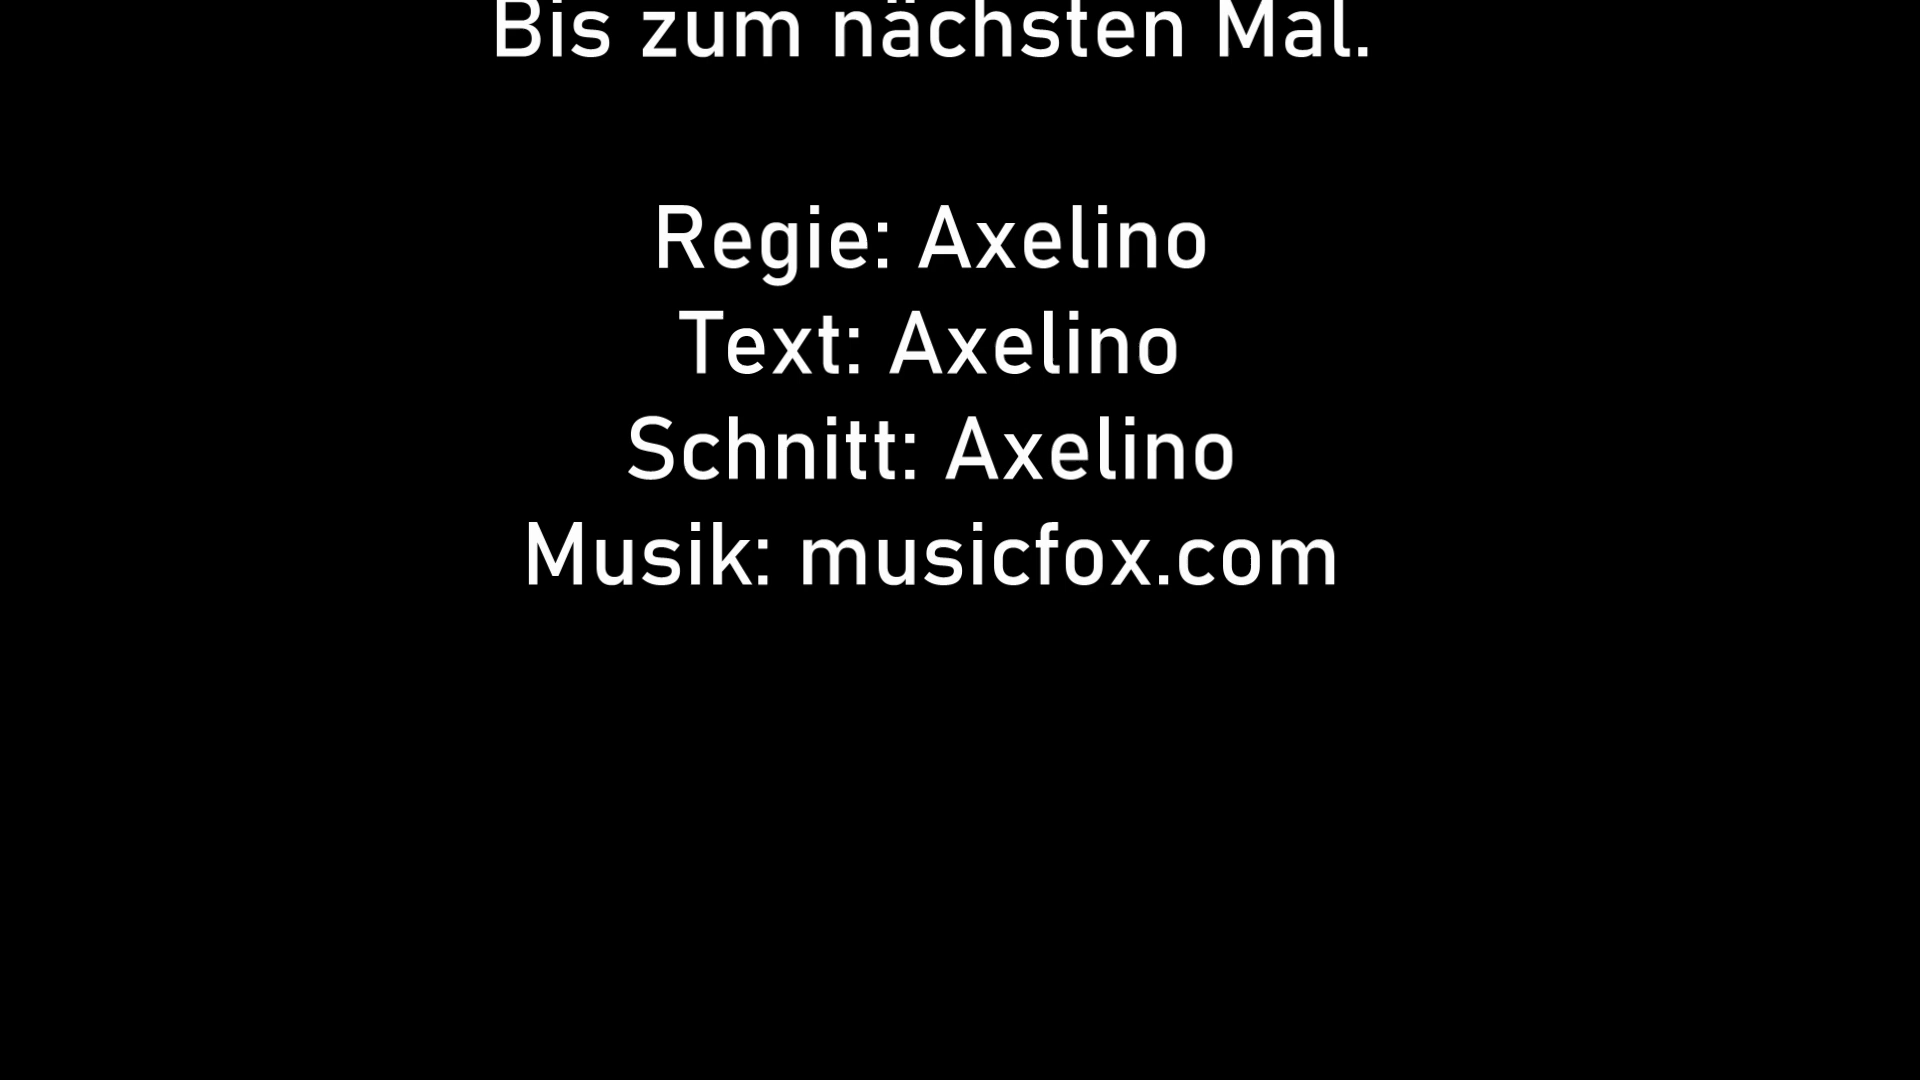 Bis zum nächsten Mal.
Regie: Axelino
Text: Axelino
Schnitt: Axelino
Musik: musicfox.com